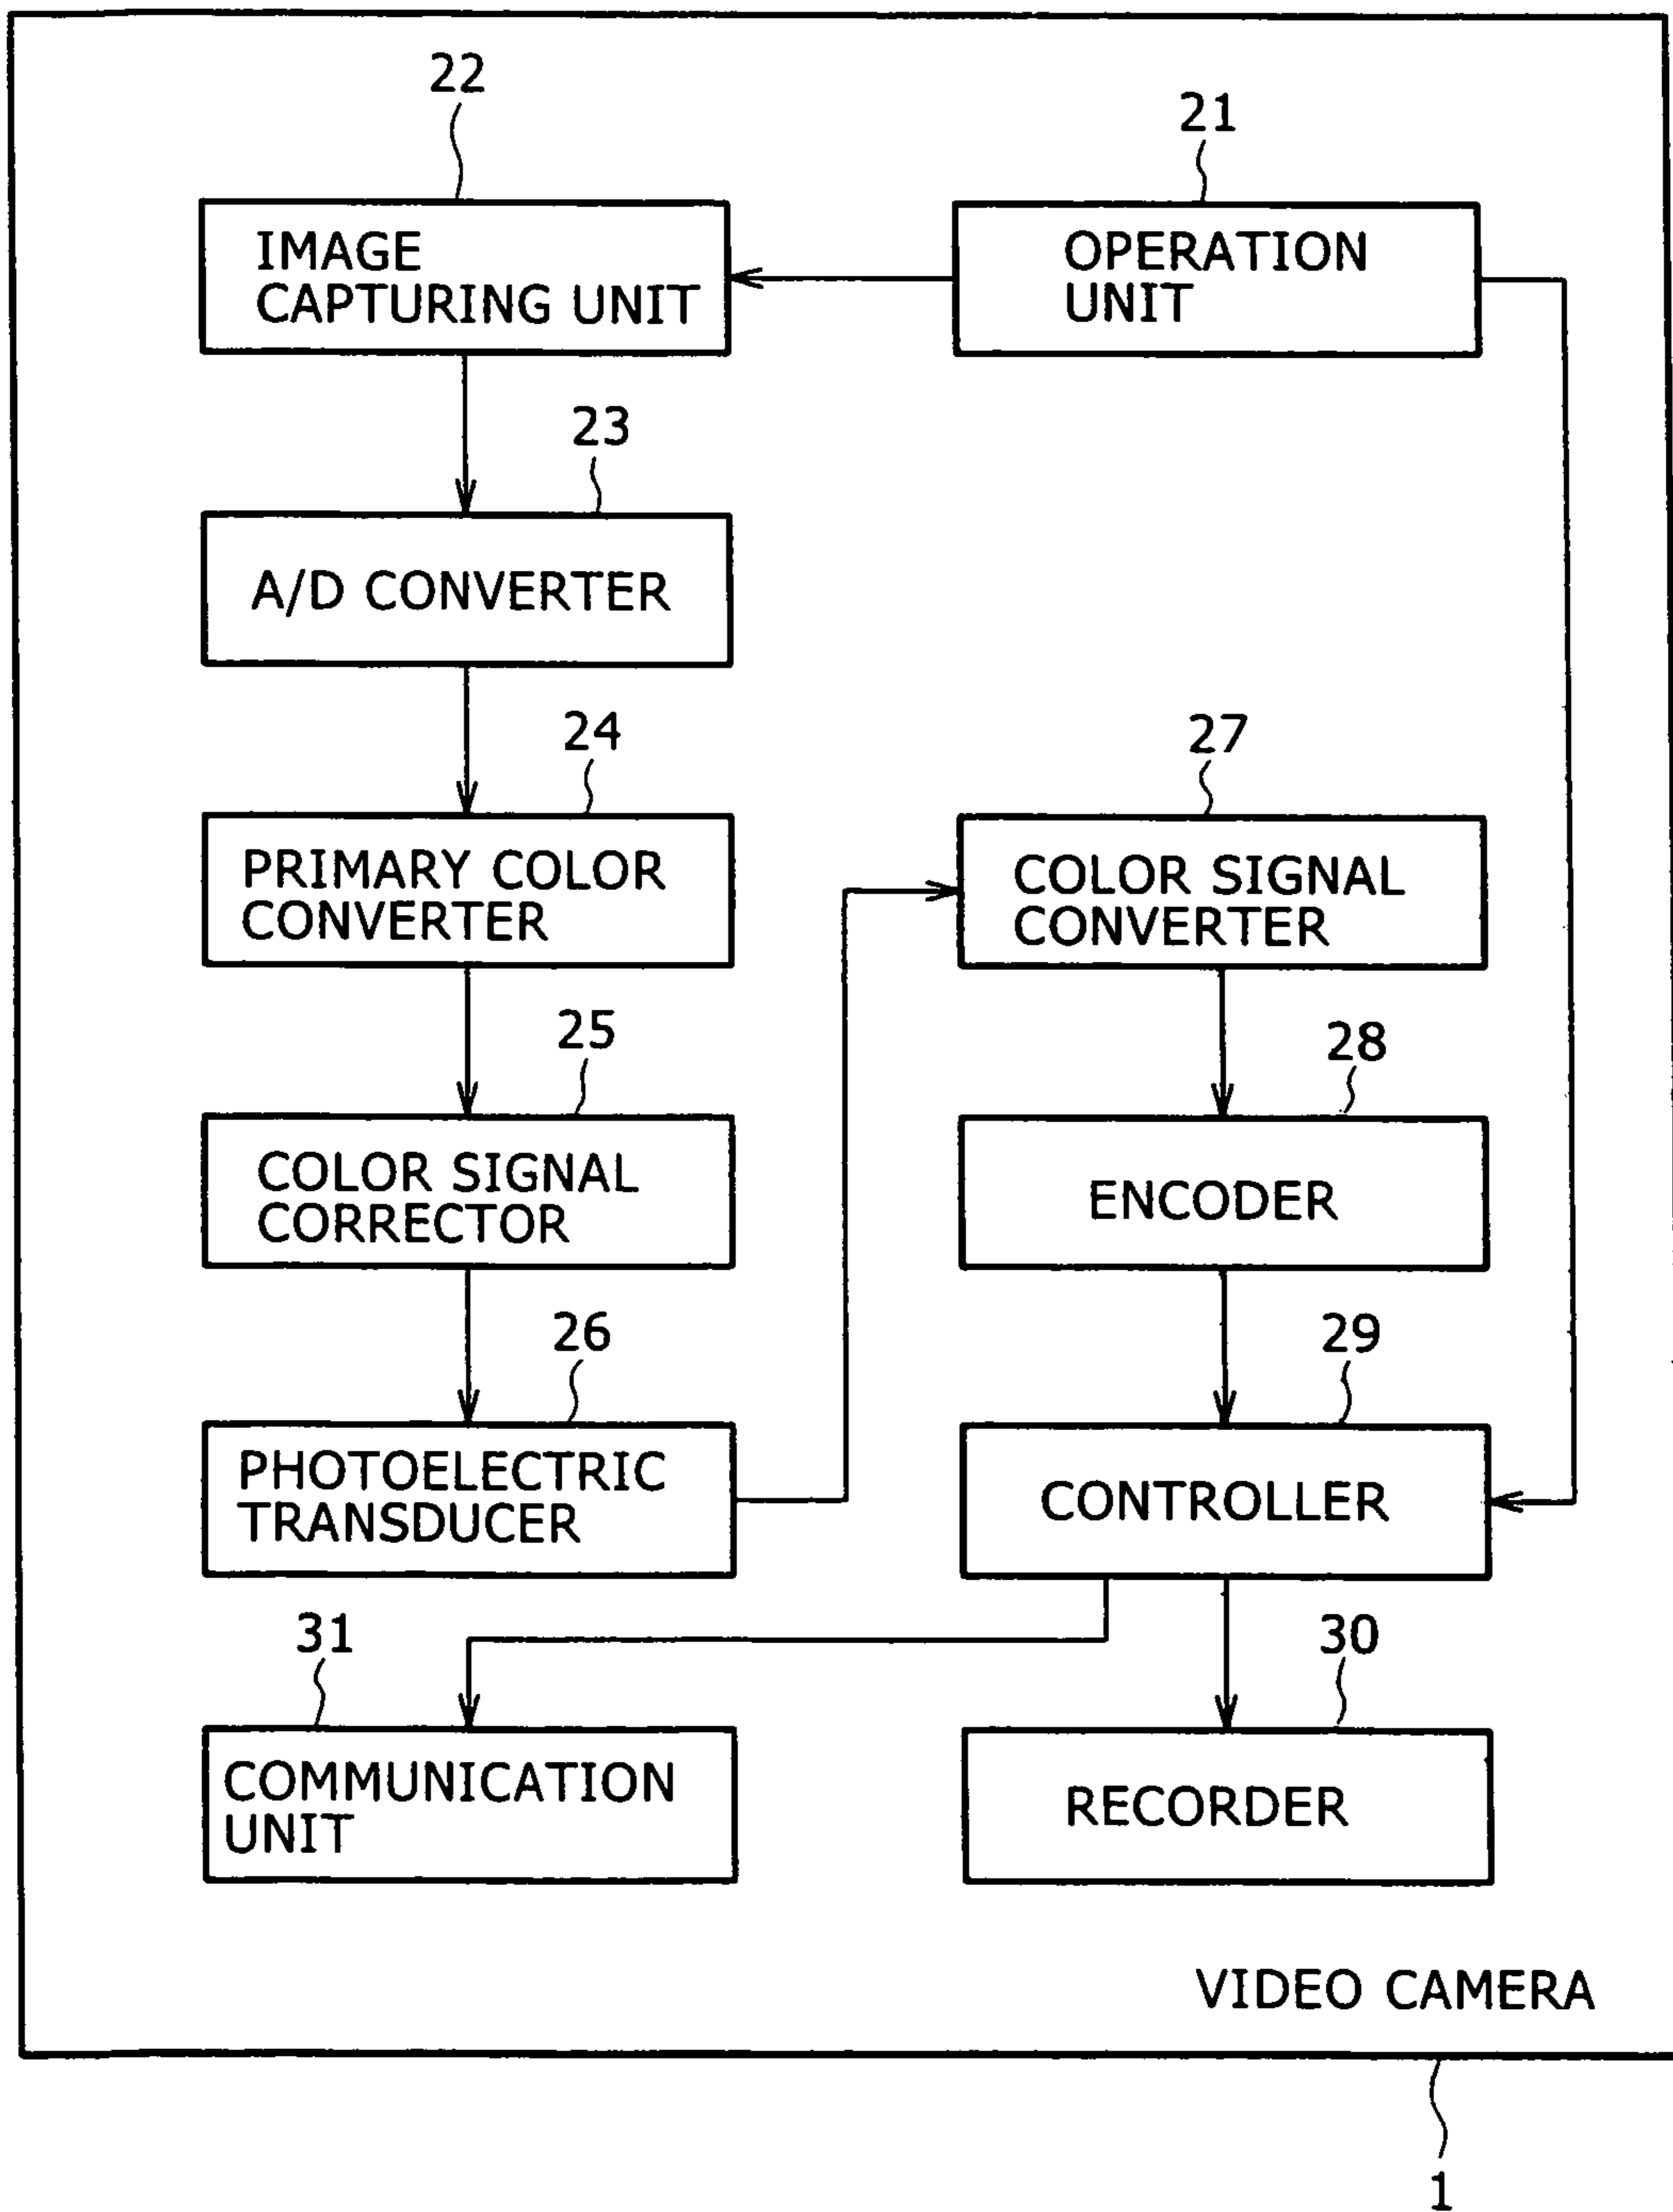 22
21
IMAGE
CAPTURING UNIT
OPERATION
UNIT
23
A/D CONVERTER
24
27
PRIMARY COLOR
CONVERTER
COLOR SIGNAL
CONVERTER
25
28
COLOR SIGNAL
CORRECTOR
ENCODER
26
29
PHOTOELECTRIC
TRANSDUCER
CONTROLLER
31
30
COMMUNICATION
UNIT
RECORDER
VIDEO CAMERA
1